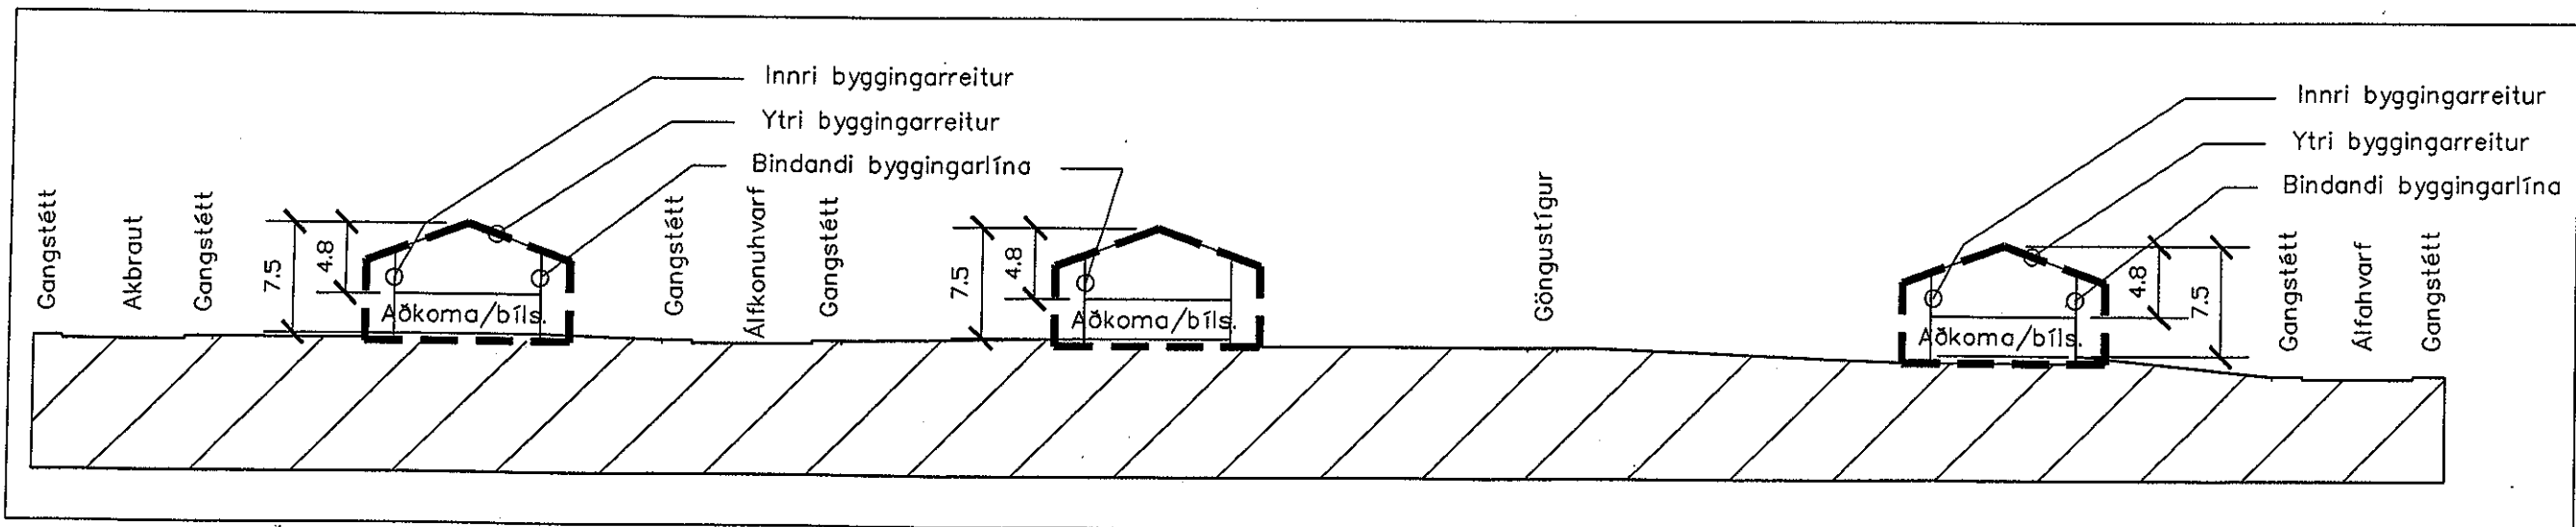 Innri byggingarreitur
Ytri byggingarreitur
Bindandi byggingarlína
Innri byggingarreitur
Ytri byggingarreitur
Bindandi byggingarlína
Gangstétt
Akbraut
Gangstétt
7.5
4.8
Aðkoma/bíls.
Gangstétt
Álfkonuhvarf
Gangstétt
7.5
4.8
Aðkoma/bíls.
Göngustígur
Aðkoma/bíls.
4.8
7.5
Gangstétt
Álfahvarf
Gangstétt